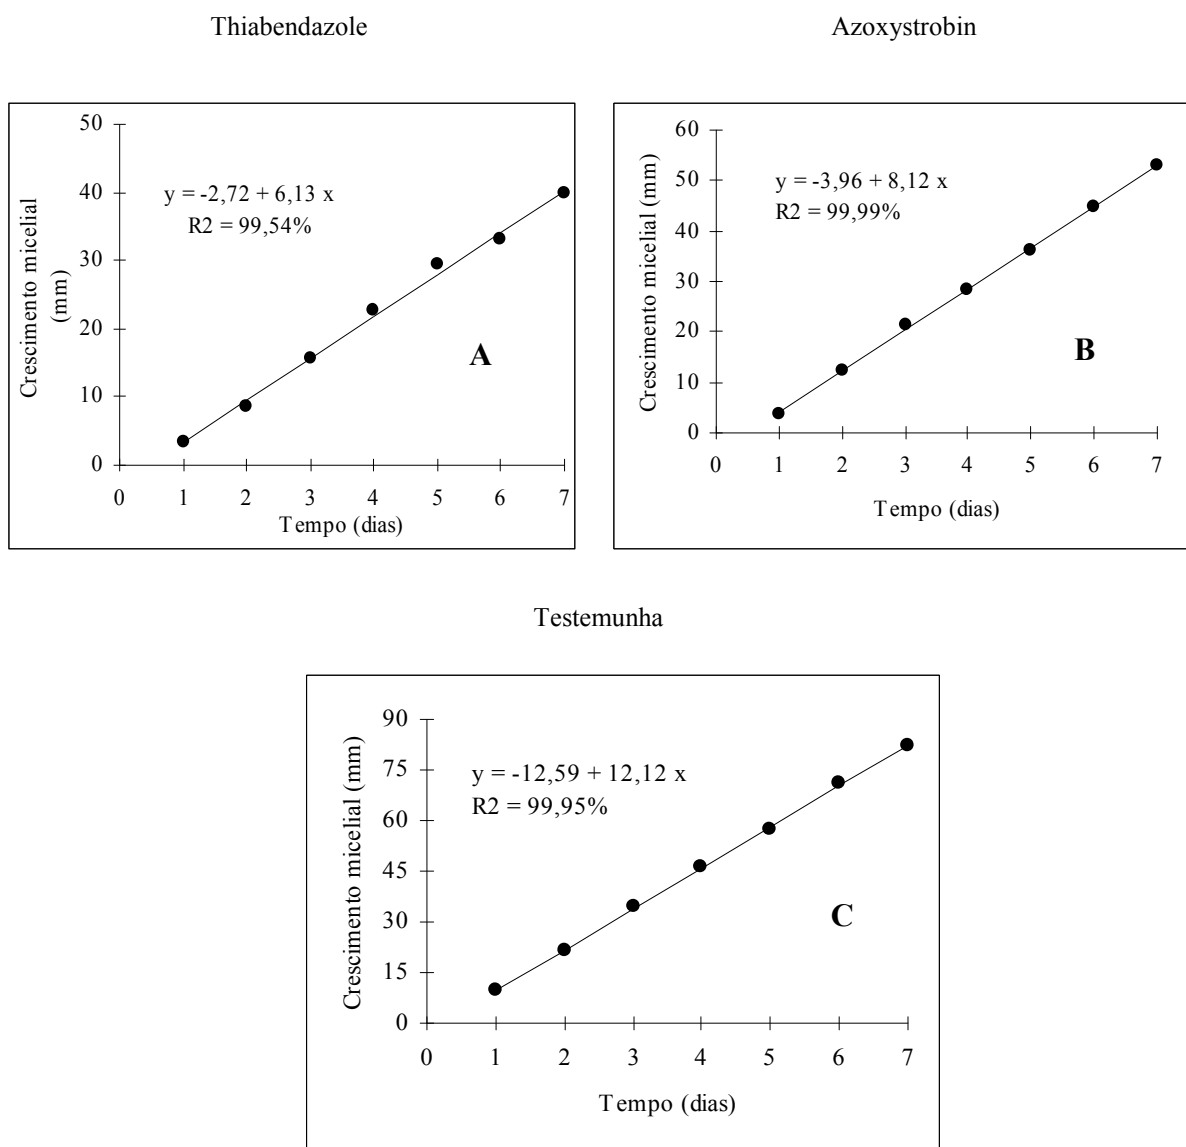 Thiabendazole
Azoxystrobin
50
40
30
20
10
0
Crescimento micelial
(mm)
y = -2,72 + 6,13 x
R2 = 99,54%
A
0 1 2 3 4 5 6 7
Tempo (dias)
60
50
40
30
20
10
0
Crescimento micelial (mm)
y = -3,96 + 8,12 x
R2 = 99,99%
B
0 1 2 3 4 5 6 7
Tempo (dias)
Testemunha
90
75
60
45
30
15
0
Crescimento micelial (mm)
y = -12,59 + 12,12 x
R2 = 99,95%
C
0 1 2 3 4 5 6 7
Tempo (dias)